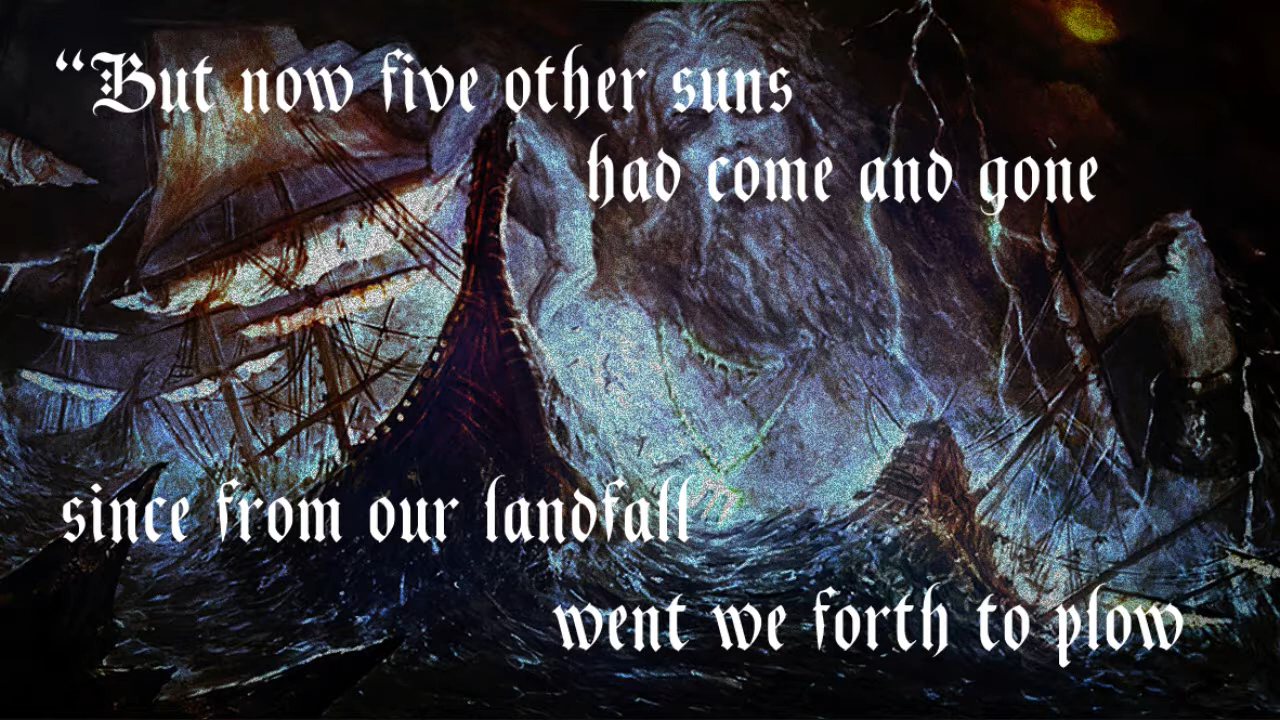 “But now five other suns
had come and gone
since from our landfall
went we forth to plow